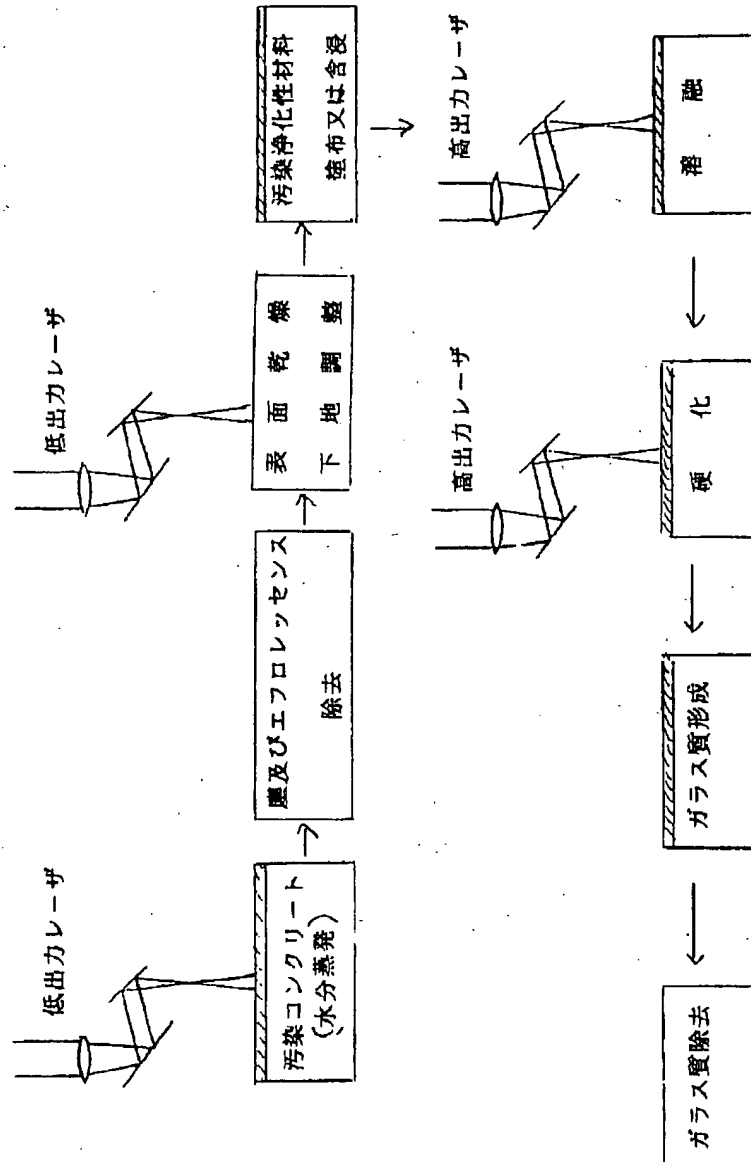 低出力レーザ
汚染コンクリート
(水分蒸発)
塵及びエフロレッセンス
除去
低出力レーザ
表面乾燥
下地調整
汚染浄化性材料
塗布又は含浸
高出力レーザ
溶融
高出力レーザ
硬化
ガラス質形成
ガラス質除去